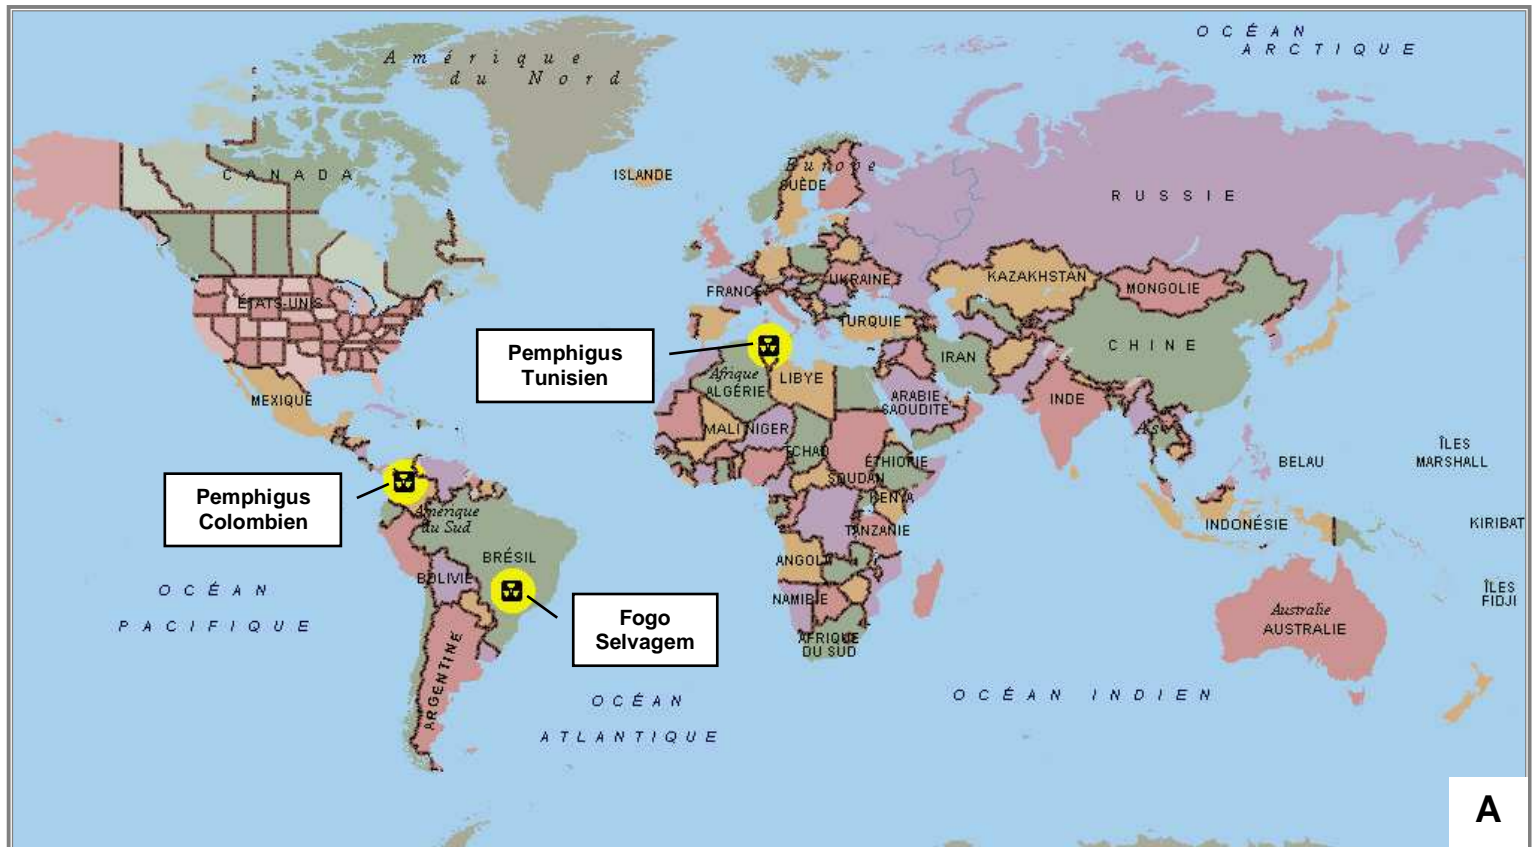 OCÉAN
ARCTIQUE
Amérique
du Nord
ISLANDE
Europe
SUÈDE
CANADA
RUSSIE
ÉTATS-UNIS
FRANCE
UKRAINE
KAZAKHSTAN
MONGOLIE
TURQUIE
Pemphigus
Tunisien
CHINE
IRAN
Afrique
ALGÉRIE
LIBYE
MEXIQUE
ARABIE
SAOUDITE
INDE
MALI
NIGER
Asie
TCHAD
ÉTHIOPIE
SOUDAN
BELAU
ÎLES
MARSHALL
KENYA
Pemphigus
Colombien
Amérique
du Sud
TANZANIE
INDONÉSIE
KIRIBAT
BRÉSIL
BOLIVIE
ANGOLA
NAMIBIE
OCÉAN
PACIFIQUE
Fogo
Selvagem
ÎLES
FIDJI
Australie
AUSTRALIE
AFRIQUE
DU SUD
ARGENTINE
OCÉAN
ATLANTIQUE
OCÉAN INDIEN
A